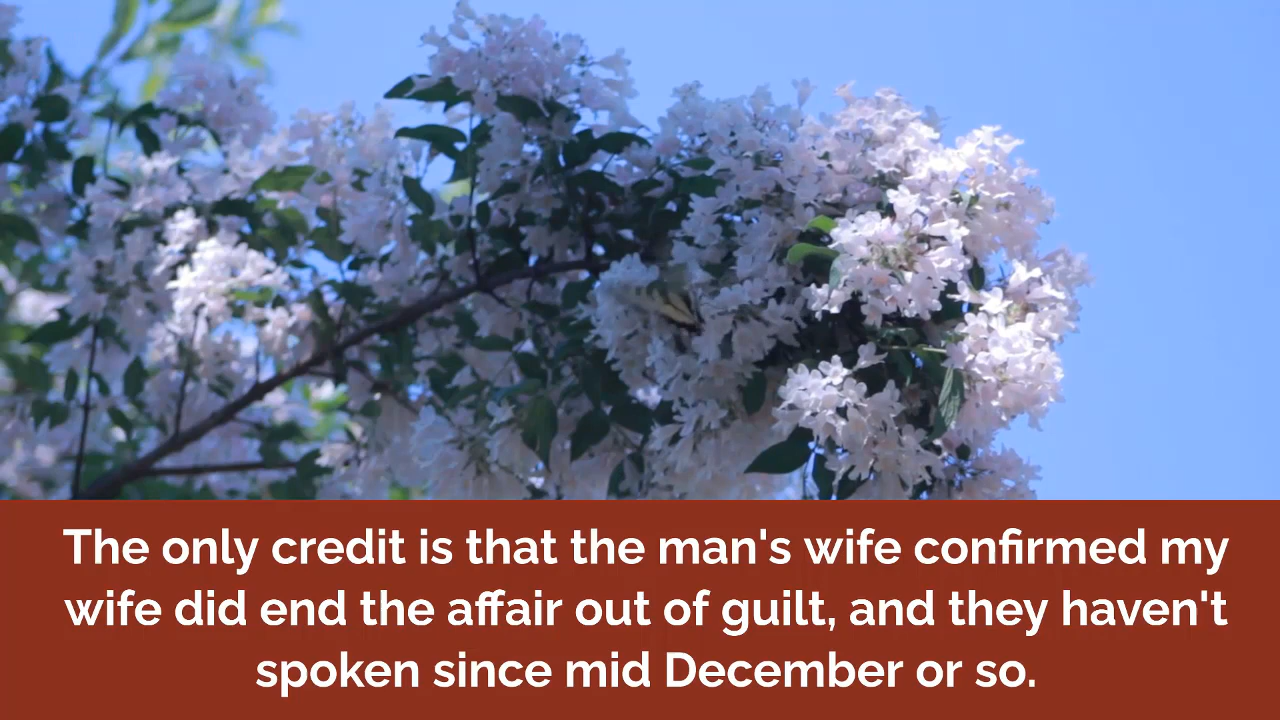 The only credit is that the man's wife confirmed my
wife did end the affair out of guilt, and they haven't
spoken since mid December or so.